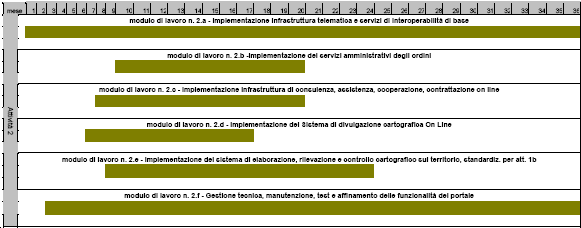 mese 1 2 3 4 5 6 7 8 9 10 11 12 13 14 15 16 17 18 19 20 21 22 23 24 25 26 27 28 29 30 31 32 33 34 35 36
modulo di lavoro n. 2.a - Implementazione Infrastruttura telematica e servizi di interoperabilità di base
modulo di lavoro n. 2.b -Implementazione dei servizi amministrativi degli ordini
modulo di lavoro n. 2.c - Implementazione Infrastruttura di consulenza, assistenza, cooperazione, contrattazione on line
Attività 2
modulo di lavoro n. 2.d - Implementazione del Sistema di divulgazione cartografica On Line
modulo di lavoro n. 2.e - Implementazione del sistema di elaborazione, rilevazione e controllo cartografico sul territorio, standardiz. per att. 1b
modulo di lavoro n. 2.f - Gestione tecnica, manutenzione, test e affinamento delle funzionalità del portale